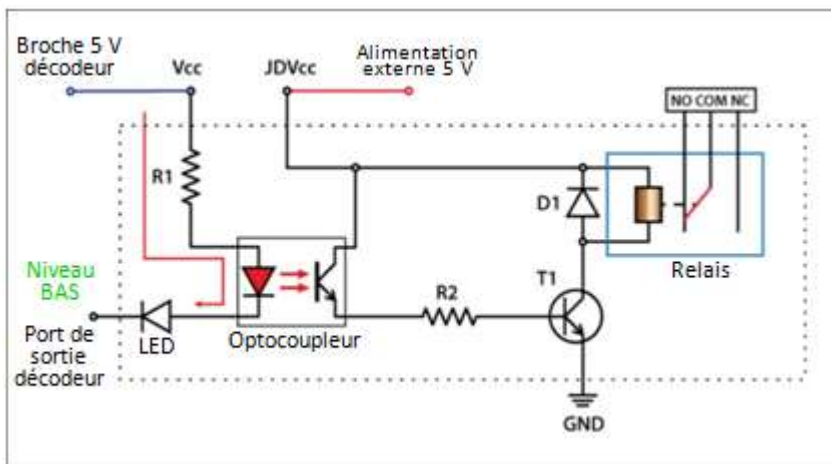 Broche 5 V
décodeur
Vcc
JDVcc
Alimentation
externe 5 V
NO COM NC
R1
D1
Relais
Niveau
BAS
Port de
sortie
décodeur
LED
Optocoupleur
R2
T1
GND